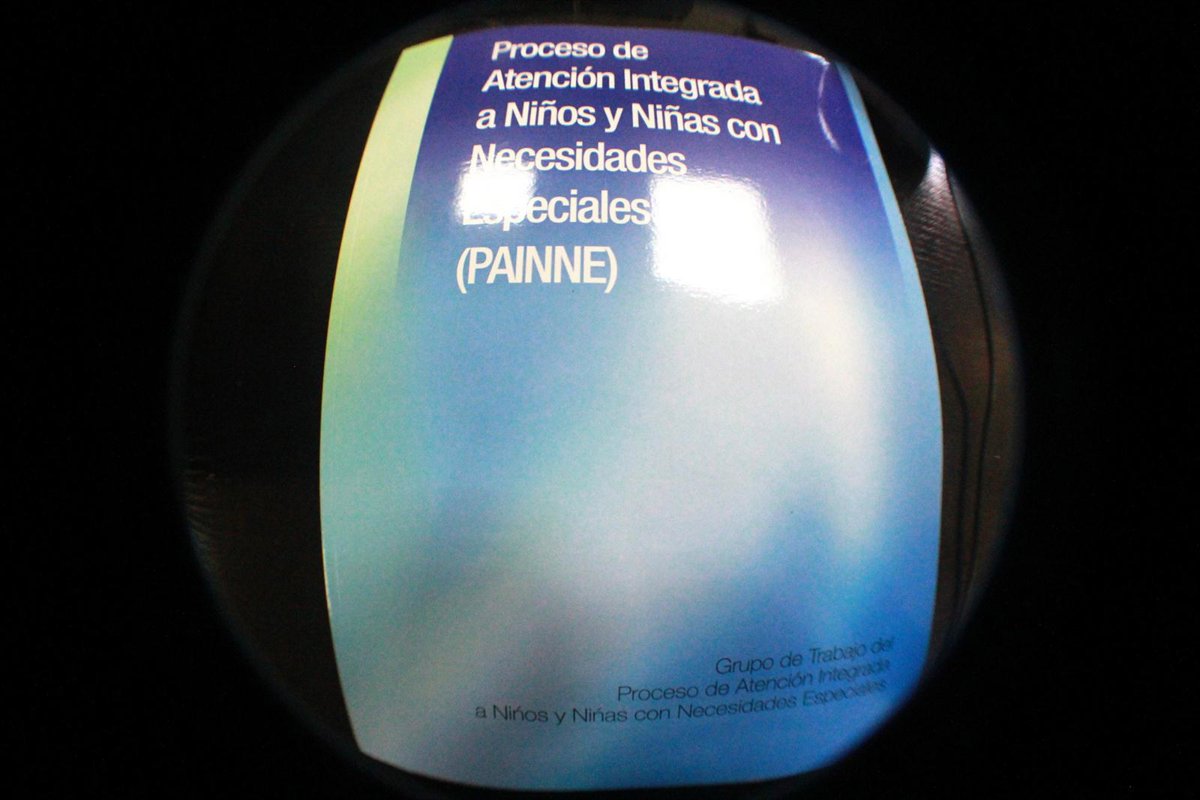 Proceso de
Atención Integrada
a Niños y Niñas con
Necesidades
Especiales
(PAINNE)
Grupo de Trabajo del
Proceso de Atención Integrada
a Niños y Niñas con Necesidades Especiales